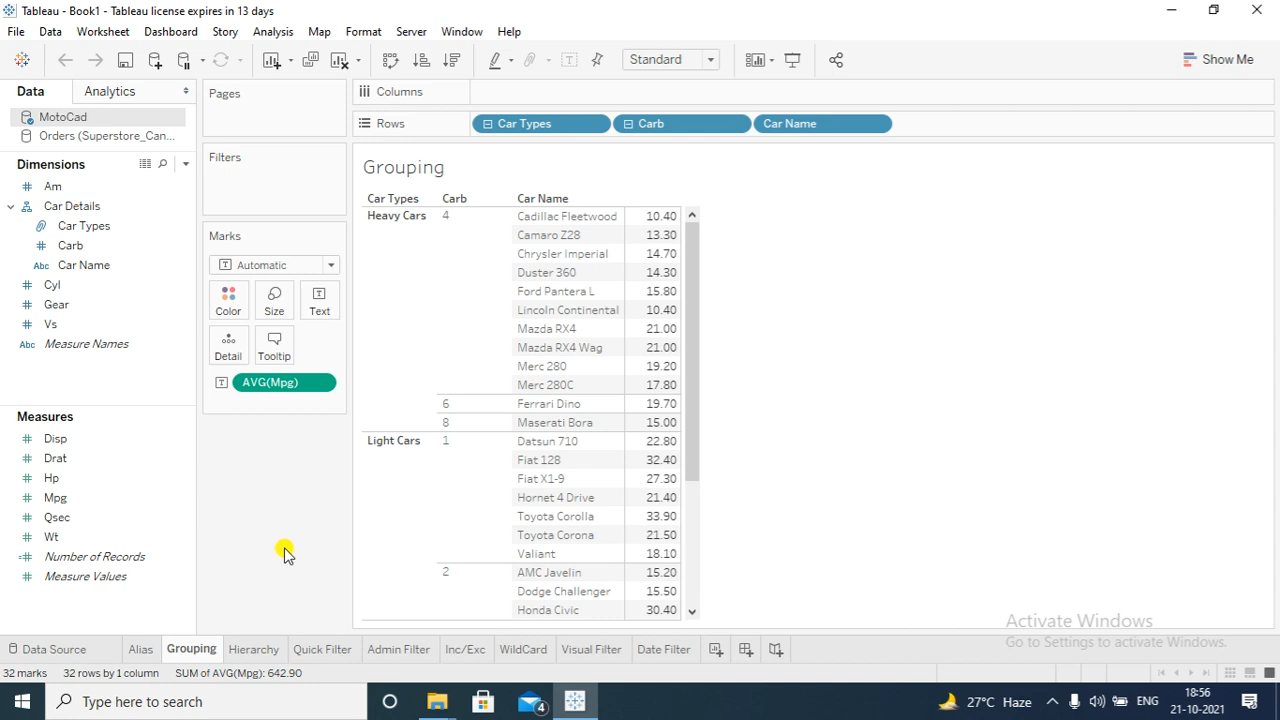 Tableau - Book1 - Tableau license expires in 13 days
File Data Worksheet Dashboard Story Analysis Map Format Server Window Help
Standard Show Me
Data Analytics
MotoCad
Orders (Superstore_Can...
Dimensions
Am
Car Details
Car Types
Carb
Abc Car Name
Cyl
Gear
Vs
Abc Measure Names
Measures
Disp
Drat
Hp
Mpg
Qsec
Wt
Number of Records
Measure Values
Pages
Filters
Marks
Automatic
Color Size Text
Detail Tooltip
AVG(Mpg)
Columns
Rows Car Types Carb Car Name
Grouping
Car Types Carb Car Name
Heavy Cars 4 Cadillac Fleetwood 10.40
Camaro Z28 13.30
Chrysler Imperial 14.70
Duster 360 14.30
Ford Pantera L 15.80
Lincoln Continental 10.40
Mazda RX4 21.00
Mazda RX4 Wag 21.00
Merc 280 19.20
Merc 280C 17.80
6 Ferrari Dino 19.70
8 Maserati Bora 15.00
Light Cars 1 Datsun 710 22.80
Fiat 128 32.40
Fiat X1-9 27.30
Hornet 4 Drive 21.40
Toyota Corolla 33.90
Toyota Corona 21.50
Valiant 18.10
2 AMC Javelin 15.20
Dodge Challenger 15.50
Honda Civic 30.40
Activate Windows
Go to Settings to activate Windows.
Data Source Alias Grouping Hierarchy Quick Filter Admin Filter Inc/Exc WildCard Visual Filter Date Filter
32 marks 32 rows by 1 column SUM of AVG(Mpg): 642.90
Type here to search 4 27°C Haze ENG 18:56
21-10-2021